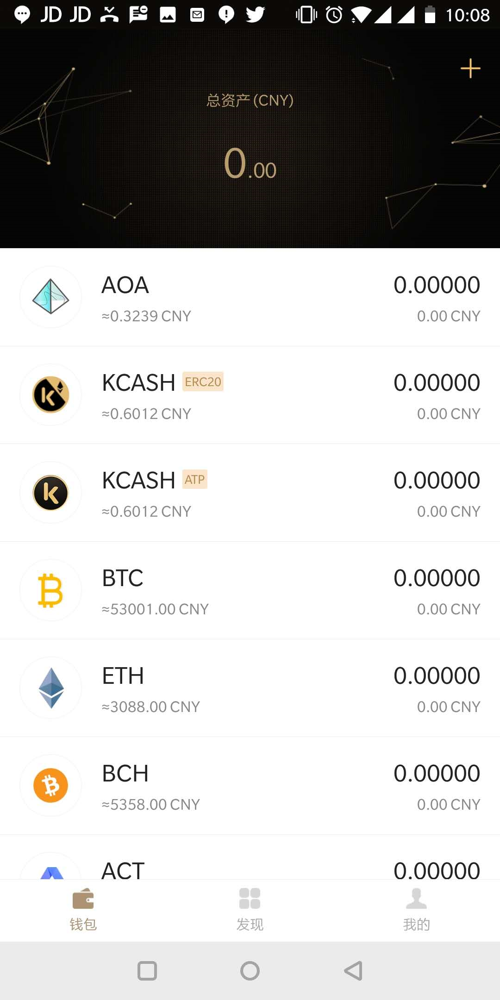 JD JD 10:08
总资产(CNY)
0.00
AOA 0.00000
≈0.3239 CNY 0.00 CNY
KCASH ERC20 0.00000
≈0.6012 CNY 0.00 CNY
KCASH ATP 0.00000
≈0.6012 CNY 0.00 CNY
BTC 0.00000
≈53001.00 CNY 0.00 CNY
ETH 0.00000
≈3088.00 CNY 0.00 CNY
BCH 0.00000
≈5358.00 CNY 0.00 CNY
ACT 0.00000
钱包 发现 我的